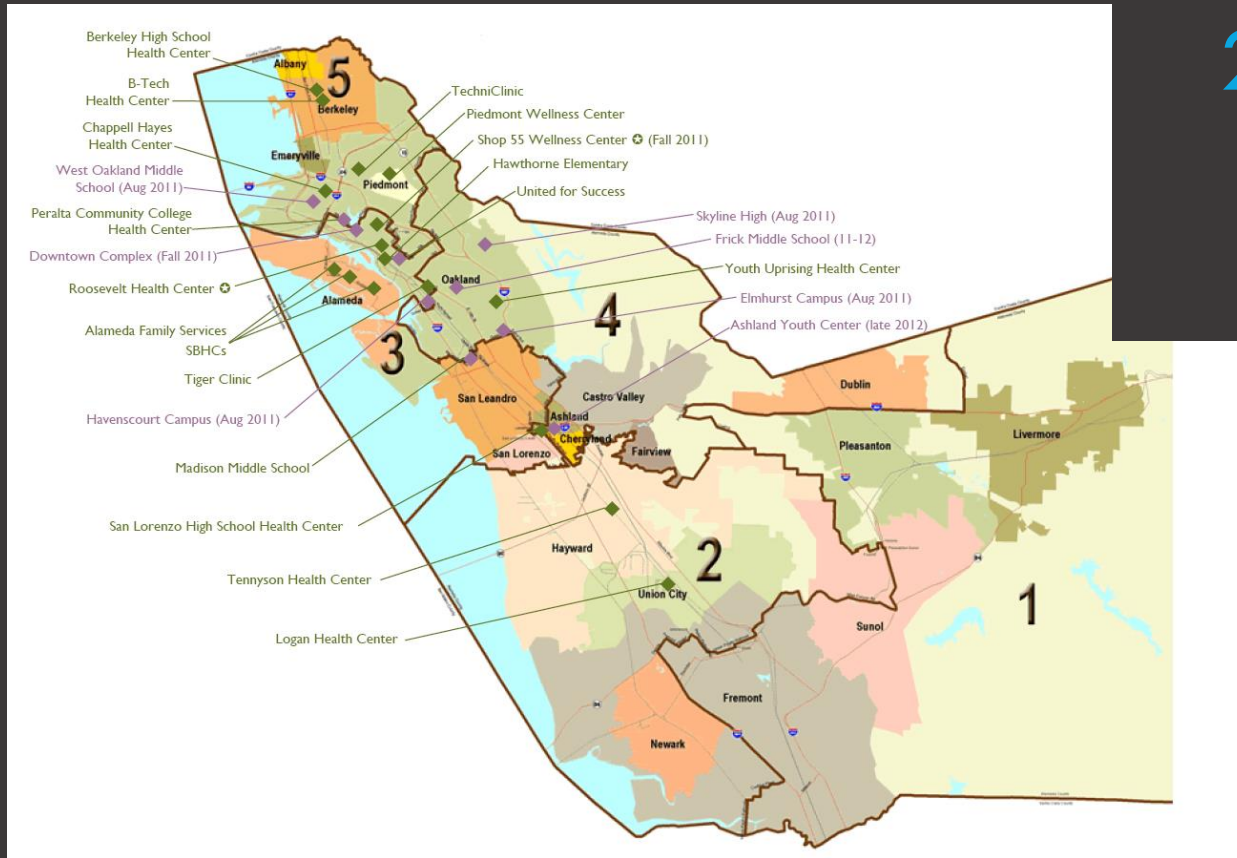 2
Berkeley High School
Health Center
B-Tech
Health Center
Chappell Hayes
Health Center
West Oakland Middle
School (Aug 2011)
Peralta Community College
Health Center
Downtown Complex (Fall 2011)
Roosevelt Health Center ✪
Alameda Family Services
SBHCs
Tiger Clinic
Havenscourt Campus (Aug 2011)
Madison Middle School
San Lorenzo High School Health Center
Tennyson Health Center
Logan Health Center
TechniClinic
Piedmont Wellness Center
Shop 55 Wellness Center ✪ (Fall 2011)
Hawthorne Elementary
United for Success
Skyline High (Aug 2011)
Frick Middle School (11-12)
Youth Uprising Health Center
Elmhurst Campus (Aug 2011)
Ashland Youth Center (late 2012)
Albany
5
Berkeley
Emeryville
Piedmont
Oakland
Alameda
4
3
San Leandro
Castro Valley
Ashland
Cherryland
San Lorenzo
Fairview
Dublin
Pleasanton
Livermore
Hayward
2
Union City
1
Sunol
Fremont
Newark